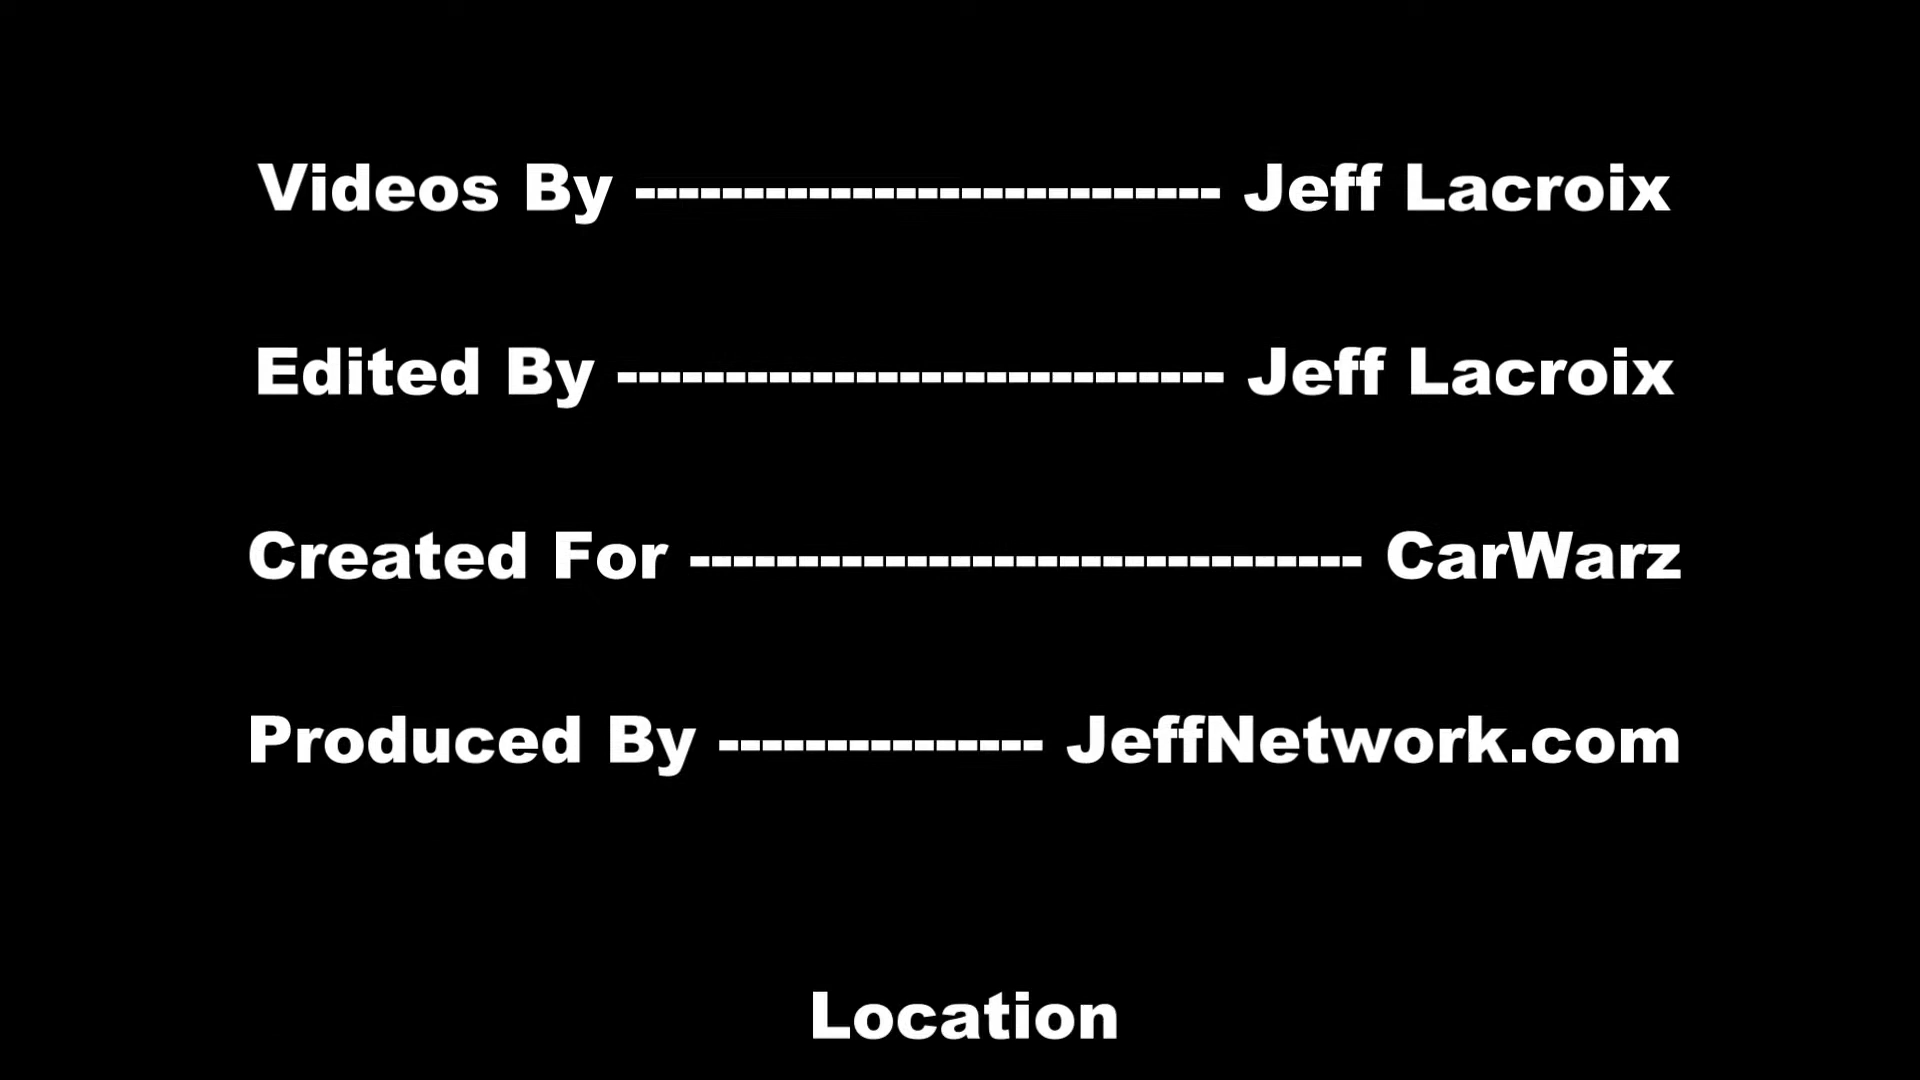 Videos By --------------------------- Jeff Lacroix
Edited By ---------------------------- Jeff Lacroix
Created For ------------------------------- CarWarz
Produced By --------------- JeffNetwork.com
Location